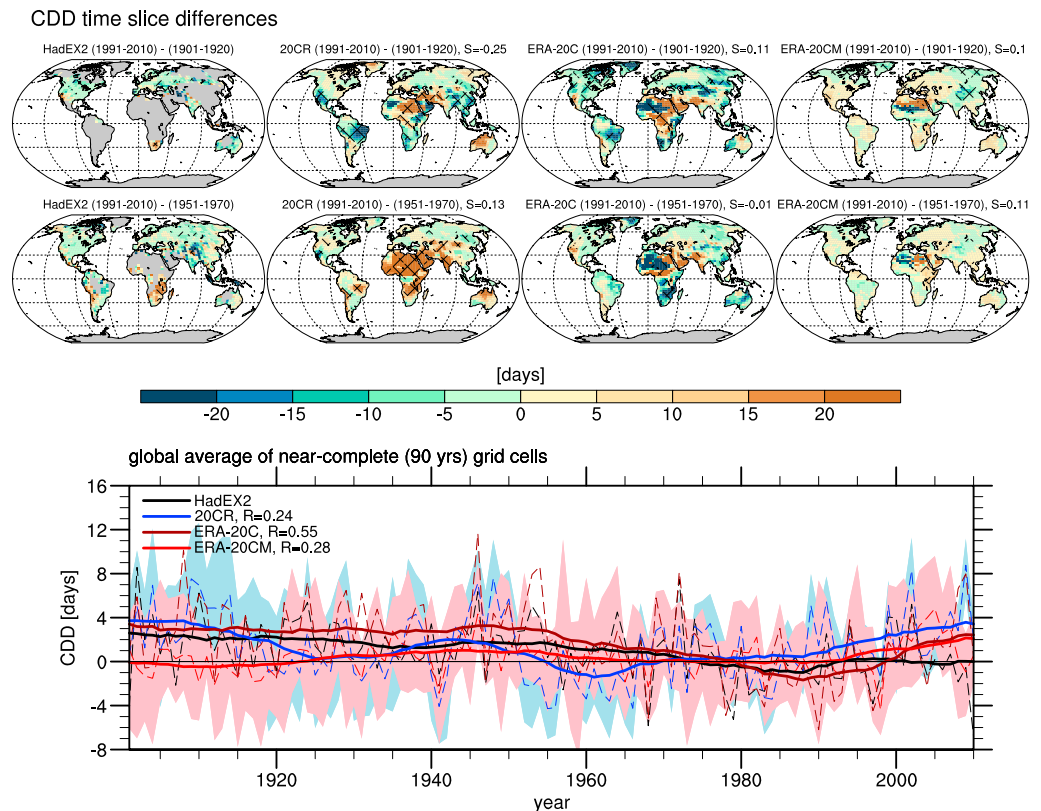 CDD time slice differences
HadEX2 (1991-2010) - (1901-1920)
20CR (1991-2010) - (1901-1920), S=-0.25
ERA-20C (1991-2010) - (1901-1920), S=0.11
ERA-20CM (1991-2010) - (1901-1920), S=0.1
HadEX2 (1991-2010) - (1951-1970)
20CR (1991-2010) - (1951-1970), S=0.13
ERA-20C (1991-2010) - (1951-1970), S=-0.01
ERA-20CM (1991-2010) - (1951-1970), S=0.11
[days]
-20 -15 -10 -5 0 5 10 15 20
global average of near-complete (90 yrs) grid cells
HadEX2
20CR, R=0.24
ERA-20C, R=0.55
ERA-20CM, R=0.28
CDD [days]
16
12
8
4
0
-4
-8
1920 1940 1960 1980 2000
year